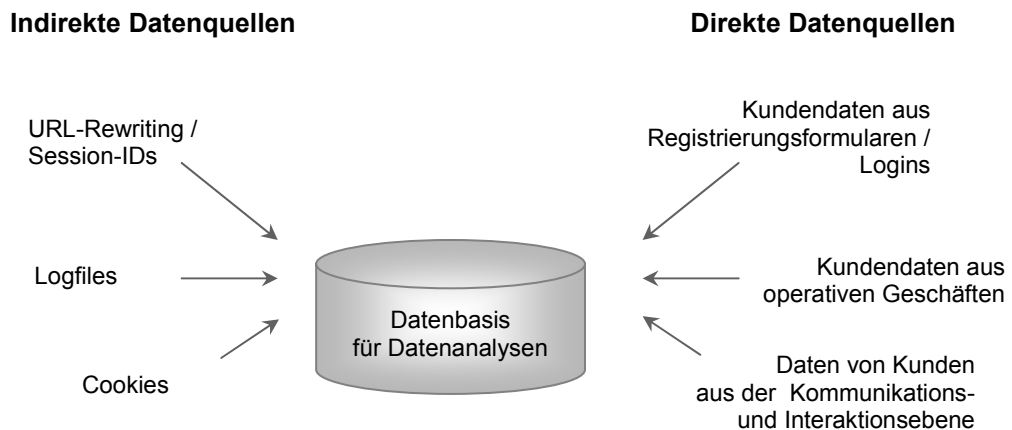 Indirekte Datenquellen
Direkte Datenquellen
URL-Rewriting /
Session-IDs
Logfiles
Cookies
Datenbasis
für Datenanalysen
Kundendaten aus
Registrierungsformularen /
Logins
Kundendaten aus
operativen Geschäften
Daten von Kunden
aus der Kommunikations-
und Interaktionsebene